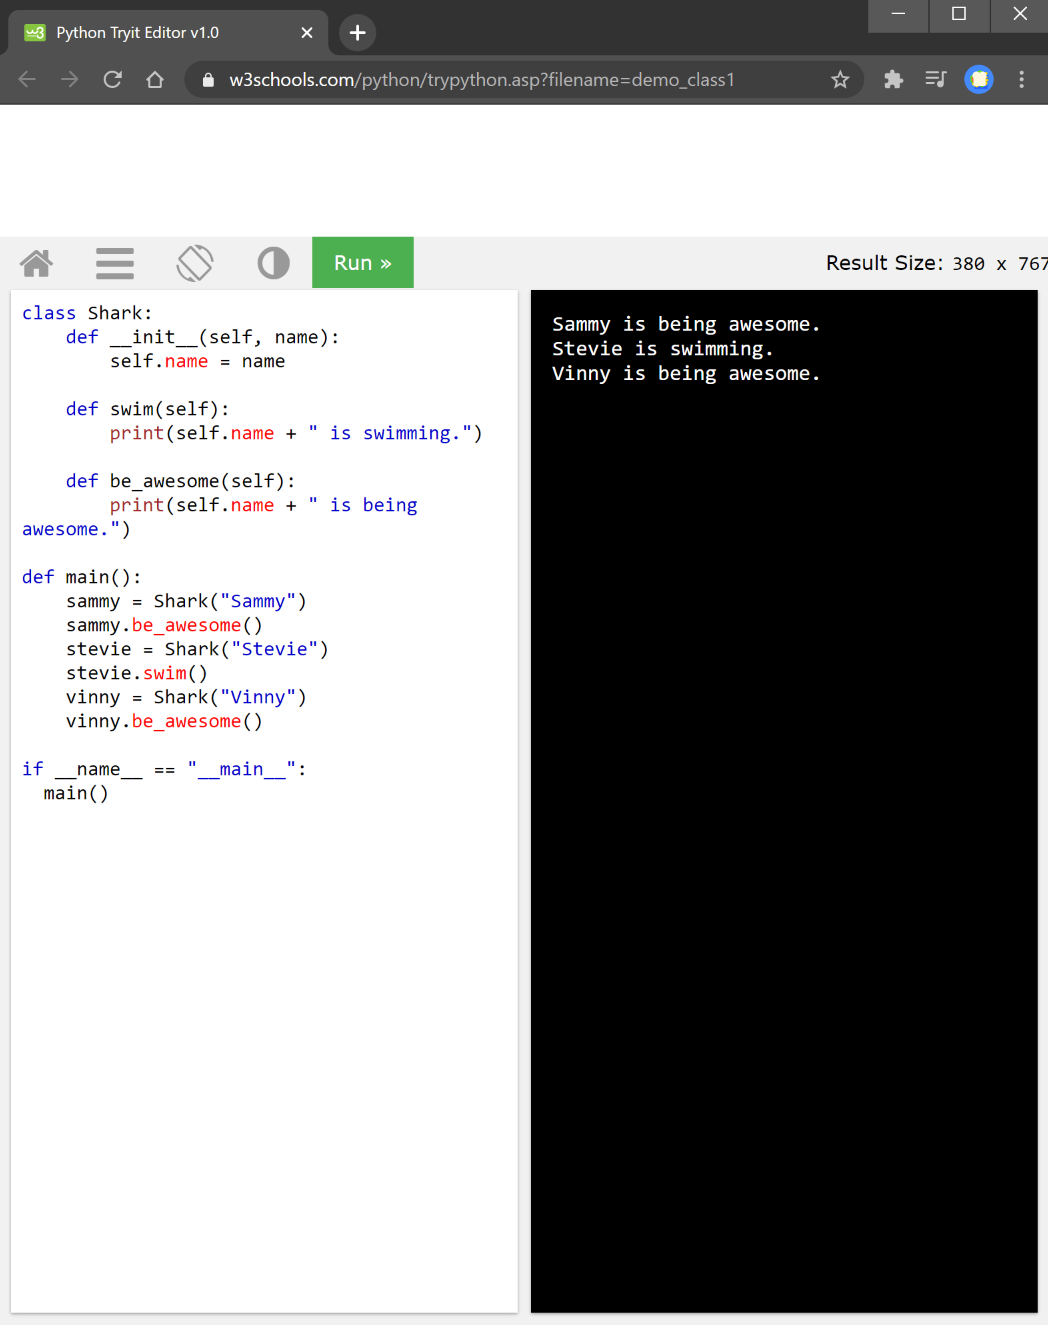 Python Tryit Editor v1.0
w3schools.com/python/trypython.asp?filename=demo_class1
Run »
Result Size: 380 x 767
class Shark:
    def __init__(self, name):
        self.name = name

    def swim(self):
        print(self.name + " is swimming.")

    def be_awesome(self):
        print(self.name + " is being
awesome.")

def main():
    sammy = Shark("Sammy")
    sammy.be_awesome()
    stevie = Shark("Stevie")
    stevie.swim()
    vinny = Shark("Vinny")
    vinny.be_awesome()

if __name__ == "__main__":
  main()
Sammy is being awesome.
Stevie is swimming.
Vinny is being awesome.